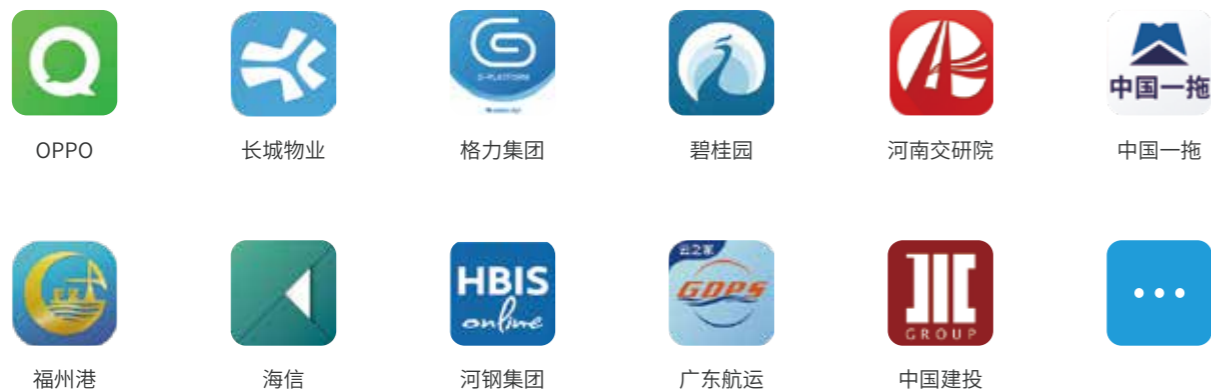 G-PLATFORM
中国一拖
OPPO
长城物业
格力集团
碧桂园
河南交研院
中国一拖
云之家
HBIS
online
GDPS
GROUP
福州港
海信
河钢集团
广东航运
中国建投